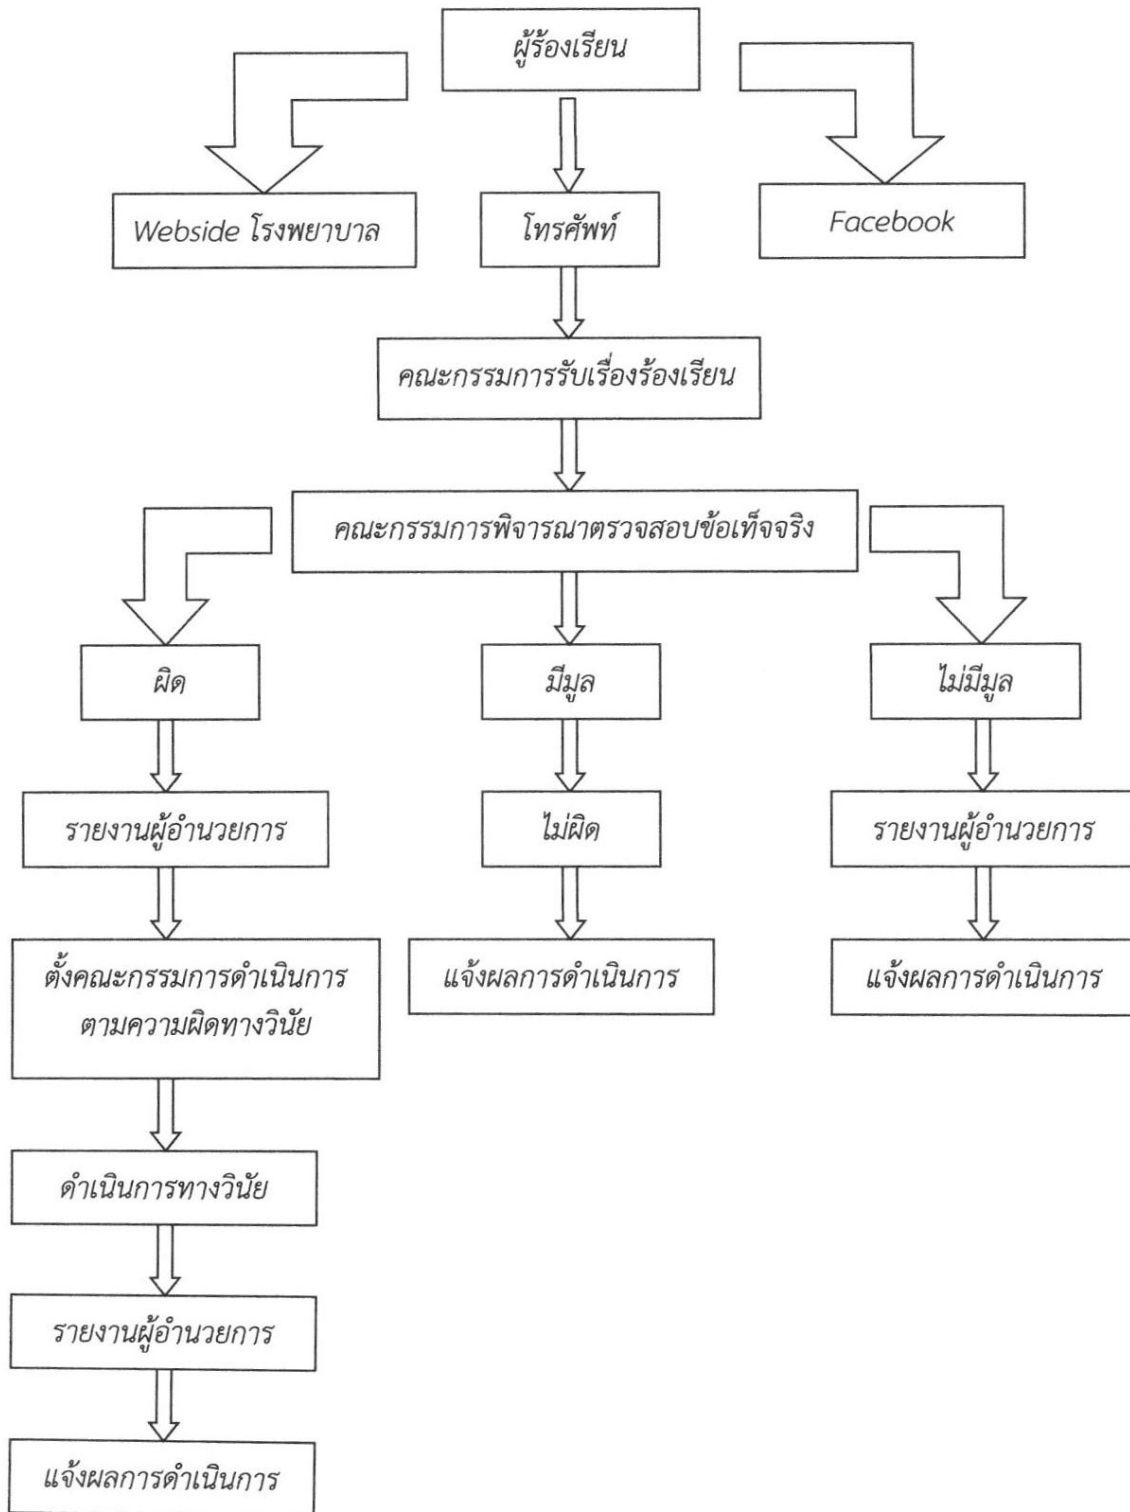 ผู้ร้องเรียน
Webside โรงพยาบาล
โทรศัพท์
Facebook
คณะกรรมการรับเรื่องร้องเรียน
คณะกรรมการพิจารณาตรวจสอบข้อเท็จจริง
ผิด
มีมูล
ไม่มีมูล
รายงานผู้อำนวยการ
ไม่ผิด
รายงานผู้อำนวยการ
ตั้งคณะกรรมการดำเนินการ
ตามความผิดทางวินัย
แจ้งผลการดำเนินการ
แจ้งผลการดำเนินการ
ดำเนินการทางวินัย
รายงานผู้อำนวยการ
แจ้งผลการดำเนินการ